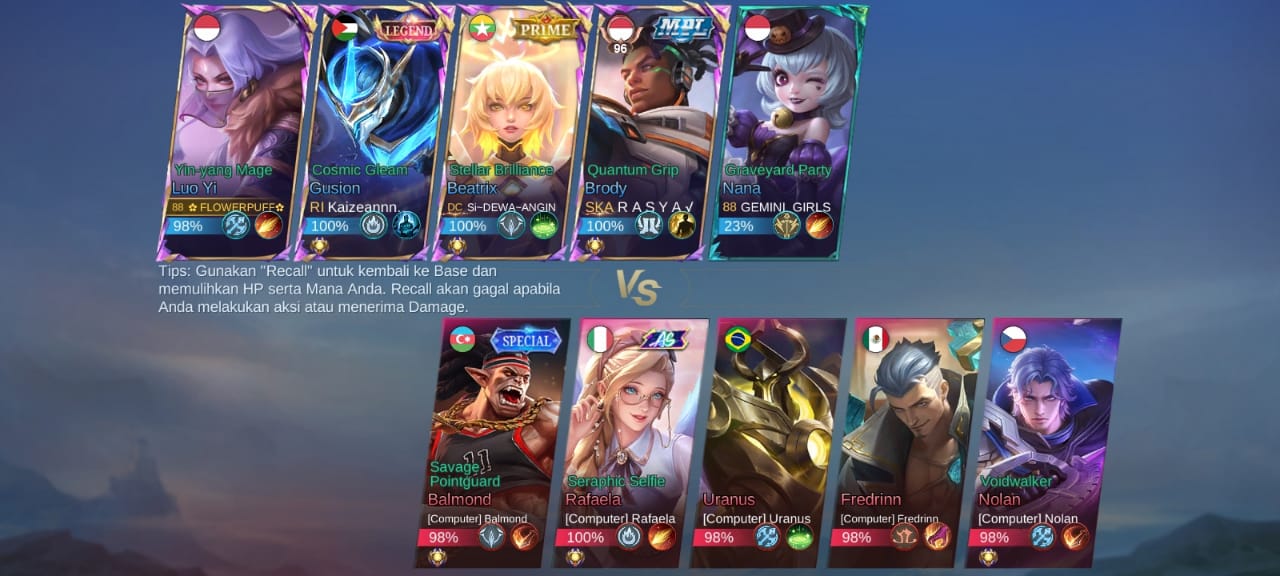 LEGEND
PRIME
MPL
96
Yin-yang Mage
Luo Yi
88 ✿ FLOWERPUFF✿
98%
Cosmic Gleam
Gusion
RI Kaizeannn.
100%
Stellar Brilliance
Beatrix
DC Si~DEWA~ANGIN
100%
Quantum Grip
Brody
SKA R A S Y A √
100%
Graveyard Party
Nana
88 GEMINI GIRLS
23%
Tips: Gunakan "Recall" untuk kembali ke Base dan
memulihkan HP serta Mana Anda. Recall akan gagal apabila
Anda melakukan aksi atau menerima Damage.
VS
SPECIAL
11
Savage
Pointguard
Balmond
[Computer] Balmond
98%
Seraphic Selfie
Rafaela
[Computer] Rafaela
100%
Uranus
[Computer] Uranus
98%
Fredrinn
[Computer] Fredrinn
98%
Voidwalker
Nolan
[Computer] Nolan
98%